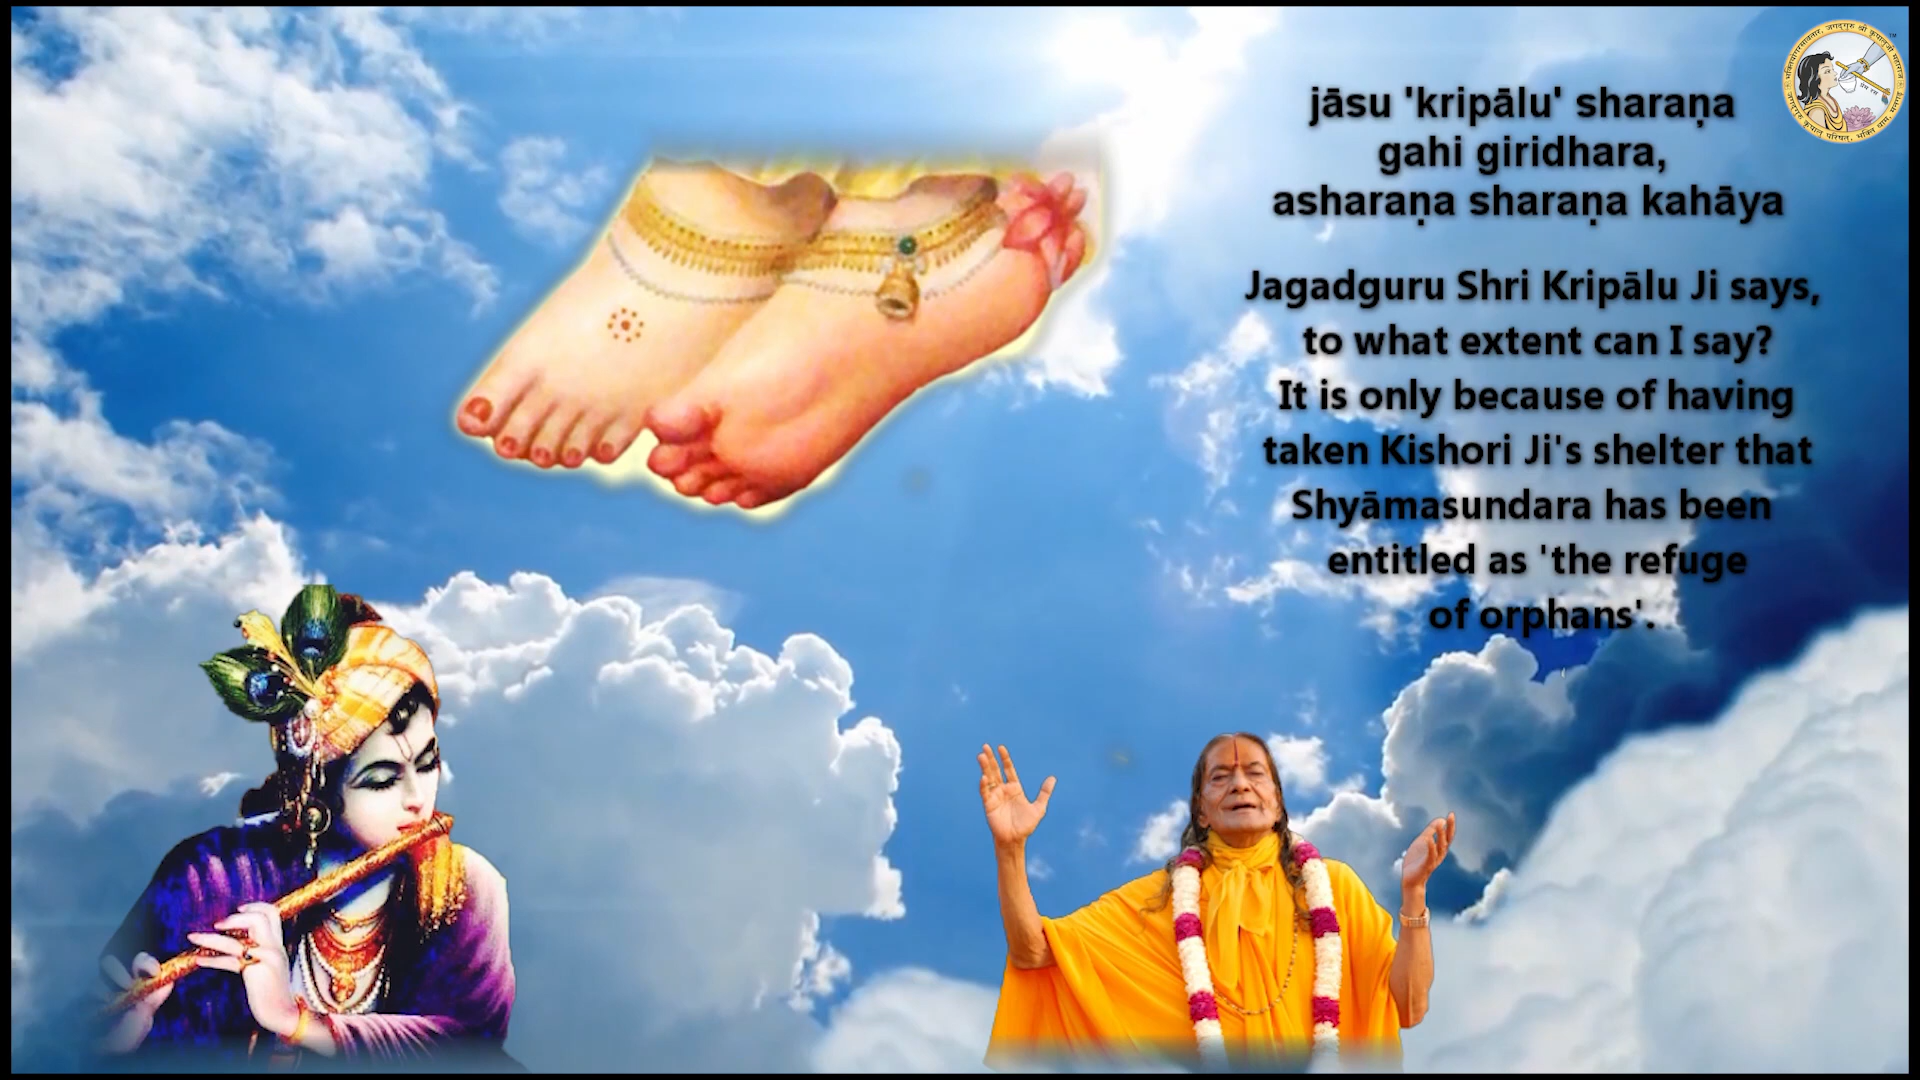 jāsu 'kripālu' sharaṇa
gahi giridhara,
asharaṇa sharaṇa kahāya
Jagadguru Shri Kripālu Ji says,
to what extent can I say?
It is only because of having
taken Kishori Ji's shelter that
Shyāmasundara has been
entitled as 'the refuge
of orphans'.